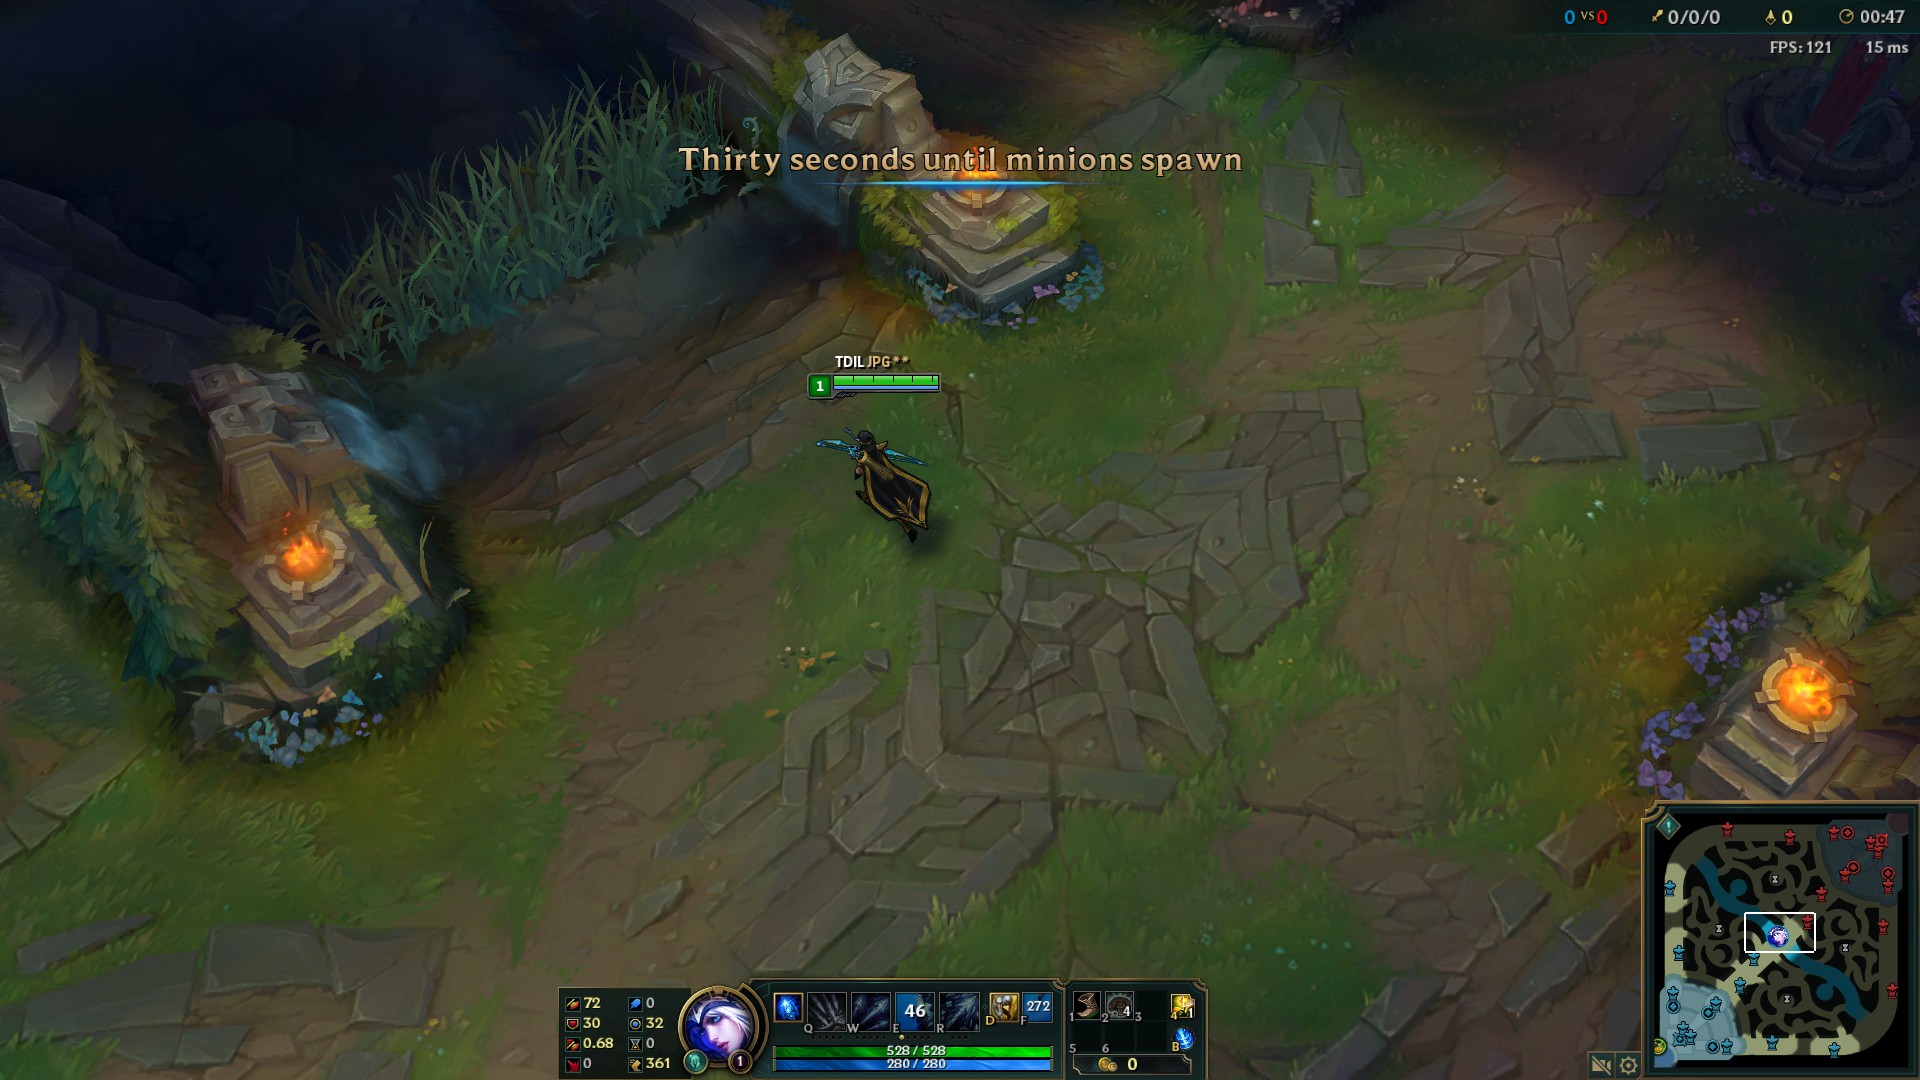 0 VS 0 0/0/0 0 00:47
FPS: 121 15 ms
Thirty seconds until minions spawn
TDIL JPG**
1
72 0
30 32
0.68 0
0 361
1
Q W 46 E R D 272 F
528 / 528
280 / 280
1 2 4 3 4 1
5 6 B
0